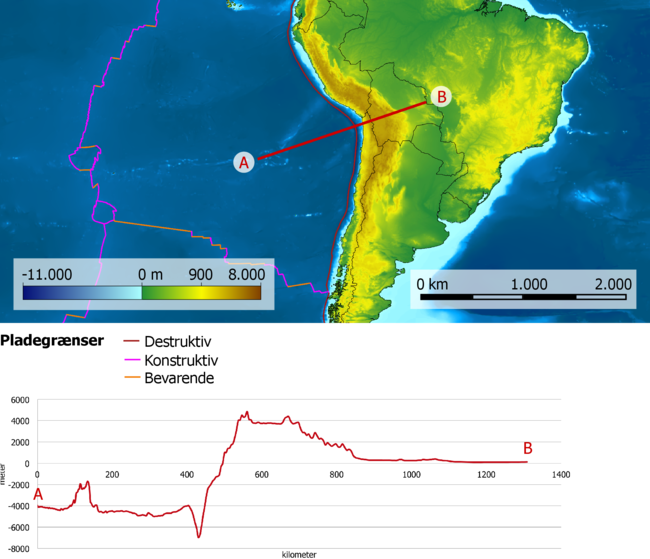 A
B
-11.000 0 m 900 8.000
0 km 1.000 2.000
Pladegrænser
Destruktiv
Konstruktiv
Bevarende
6000
4000
2000
0
-2000
-4000
-6000
-8000
meter
0 200 400 600 800 1000 1200 1400
A
B
kilometer